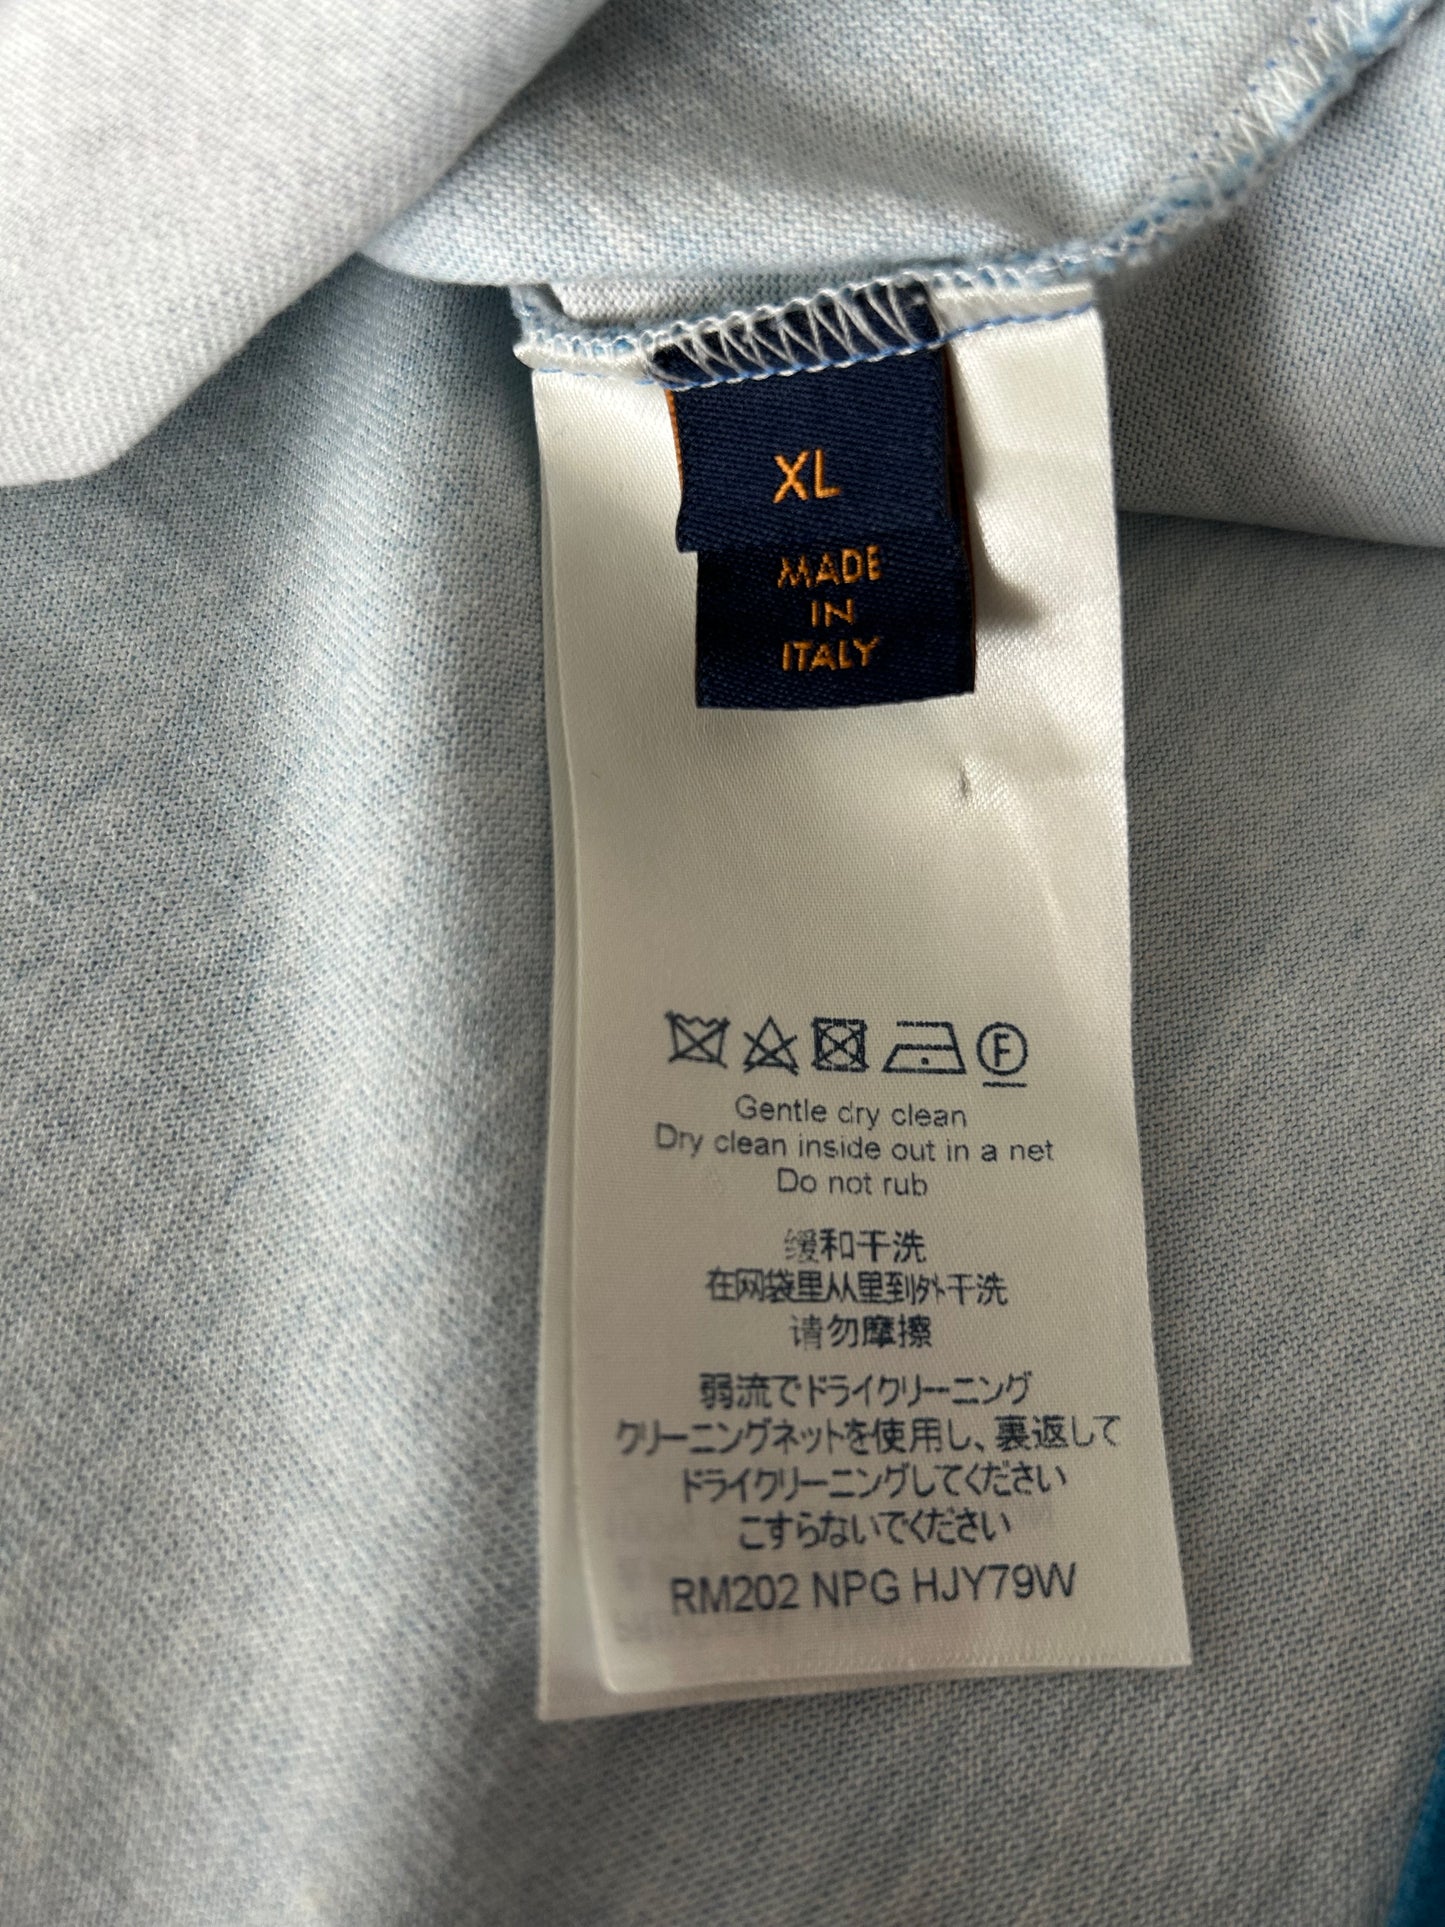 XL
MADE
IN
ITALY
F
Gentle dry clean
Dry clean inside out in a net
Do not rub
缓和干洗
在网袋里从里到外干洗
请勿摩擦
弱流でドライクリーニング
クリーニングネットを使用し、裏返して
ドライクリーニングしてください
こすらないでください
RM202 NPG HJY79W